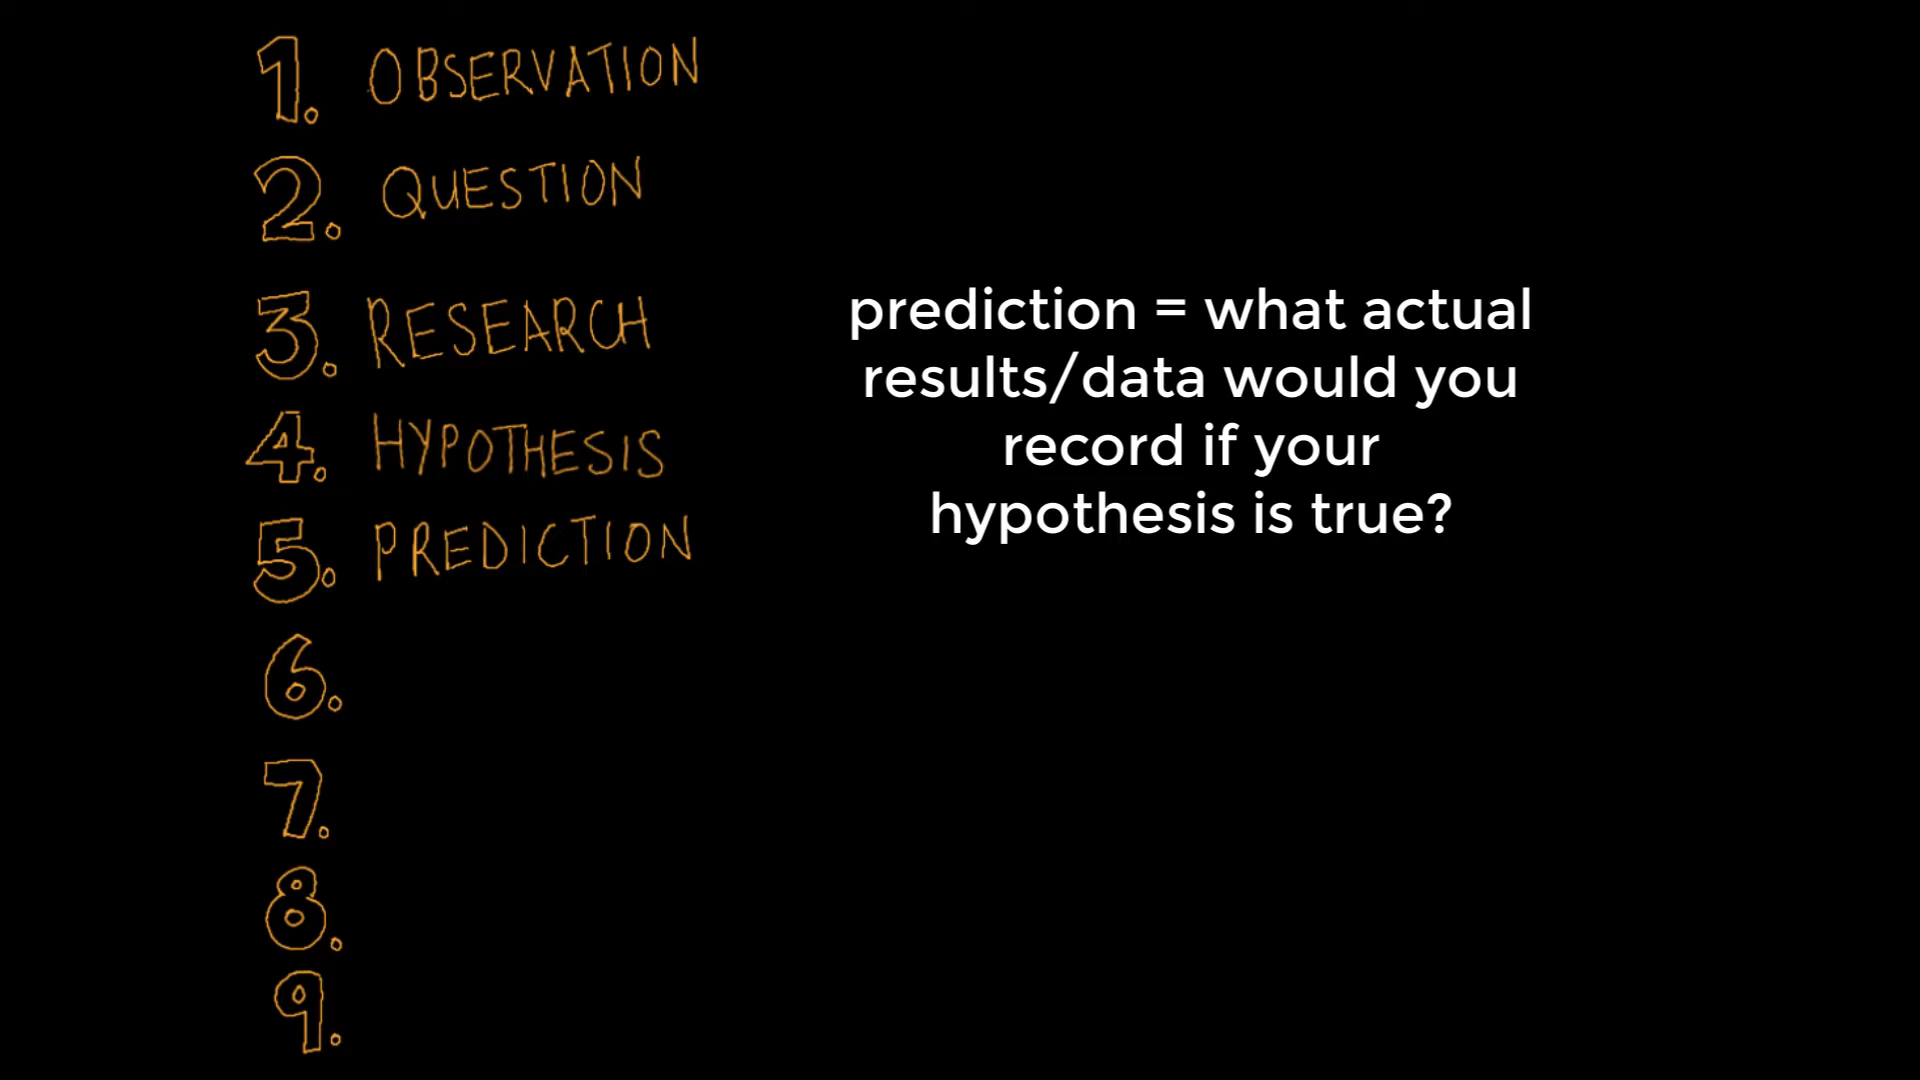 1. OBSERVATION
2. QUESTION
3. RESEARCH
4. HYPOTHESIS
5. PREDICTION
6.
7.
8.
9.
prediction = what actual
results/data would you
record if your
hypothesis is true?